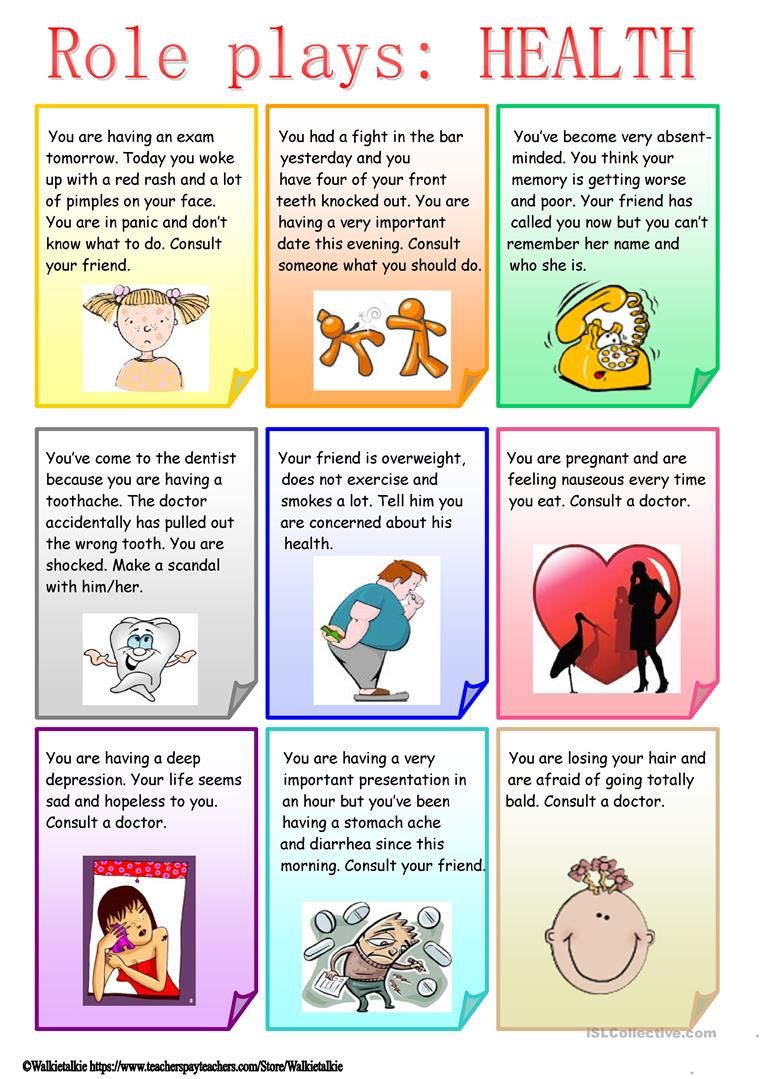 Role plays: HEALTH
You are having an exam
tomorrow. Today you woke
up with a red rash and a lot
of pimples on your face.
You are in panic and don't
know what to do. Consult
your friend.
You had a fight in the bar
yesterday and you
have four of your front
teeth knocked out. You are
having a very important
date this evening. Consult
someone what you should do.
You've become very absent-
minded. You think your
memory is getting worse
and poor. Your friend has
called you now but you can't
remember her name and
who she is.
You've come to the dentist
because you are having a
toothache. The doctor
accidentally has pulled out
the wrong tooth. You are
shocked. Make a scandal
with him/her.
Your friend is overweight,
does not exercise and
smokes a lot. Tell him you
are concerned about his
health.
You are pregnant and are
feeling nauseous every time
you eat. Consult a doctor.
You are having a deep
depression. Your life seems
sad and hopeless to you.
Consult a doctor.
You are having a very
important presentation in
an hour but you've been
having a stomach ache
and diarrhea since this
morning. Consult your friend.
You are losing your hair and
are afraid of going totally
bald. Consult a doctor.
iSLCollective.com
©Walkietalkie https://www.teacherspayteachers.com/Store/Walkietalkie